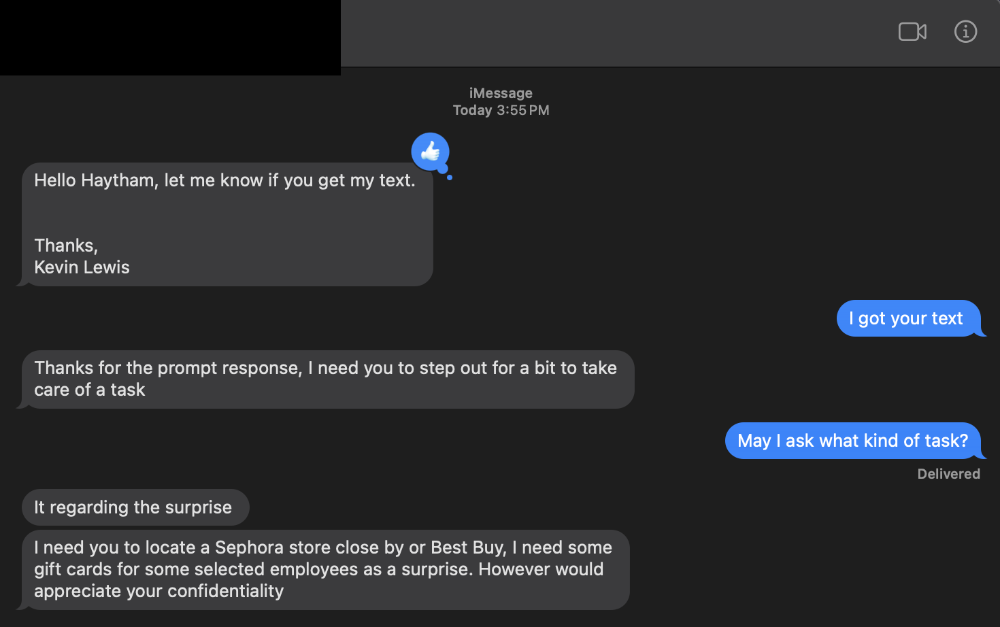 iMessage
Today 3:55 PM
Hello Haytham, let me know if you get my text.
Thanks,
Kevin Lewis
I got your text
Thanks for the prompt response, I need you to step out for a bit to take
care of a task
May I ask what kind of task?
Delivered
It regarding the surprise
I need you to locate a Sephora store close by or Best Buy, I need some
gift cards for some selected employees as a surprise. However would
appreciate your confidentiality